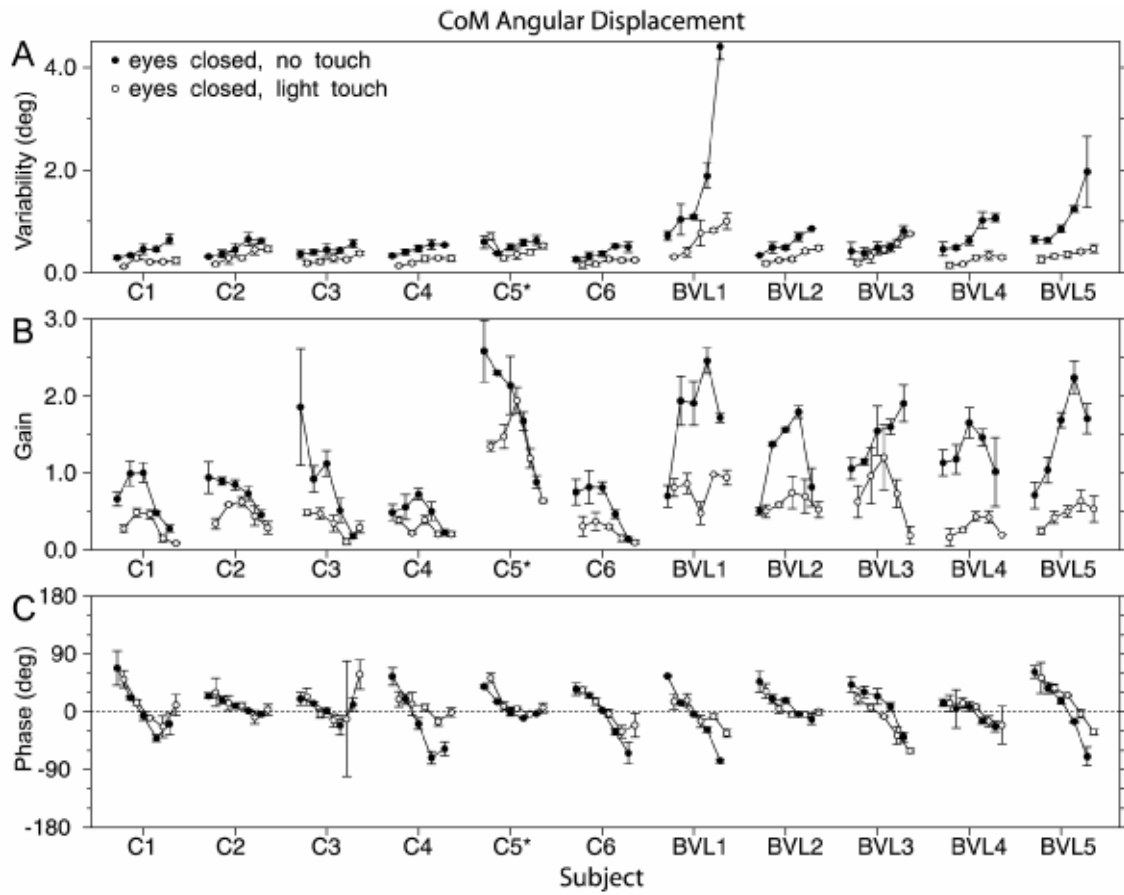 CoM Angular Displacement
A
eyes closed, no touch
eyes closed, light touch
Variability (deg)
4.0
2.0
0.0
C1 C2 C3 C4 C5* C6 BVL1 BVL2 BVL3 BVL4 BVL5
B
Gain
3.0
2.0
1.0
0.0
C1 C2 C3 C4 C5* C6 BVL1 BVL2 BVL3 BVL4 BVL5
C
Phase (deg)
180
90
0
-90
-180
C1 C2 C3 C4 C5* C6 BVL1 BVL2 BVL3 BVL4 BVL5
Subject